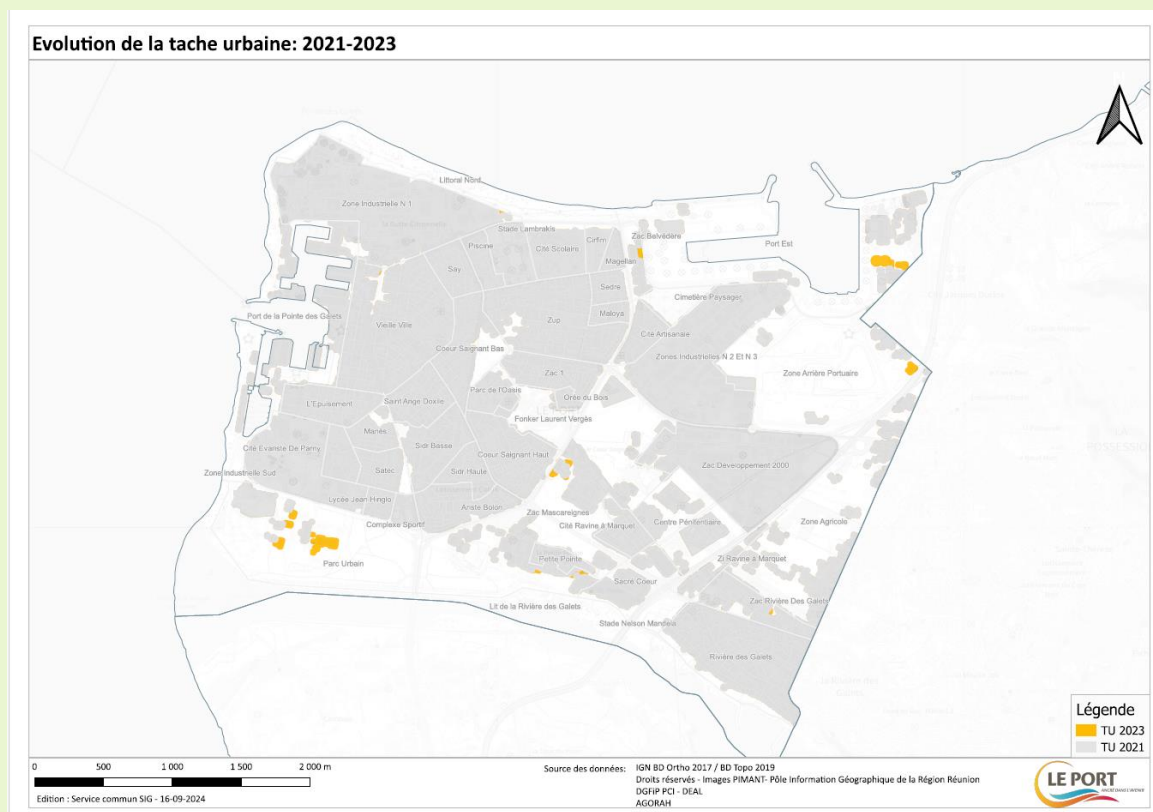 Evolution de la tache urbaine: 2021-2023
Littoral Nord
Zone Industrielle N 1
Stade Lambrakis
Zac Belvédère
Cirfim
Port Est
Piscine
Cité Scolaire
Magellan
Say
Sedre
Cimetière Paysager
Maloya
Port de la Pointe des Galets
Vieille Ville
Zup
Cité Artisanale
Coeur Saignant Bas
Zones Industrielles N 2 Et N 3
Zac 1
Zone Arrière Portuaire
Parc de l'Oasis
Orée du Bois
L'Epuisement
Saint Ange Doxile
Fonker Laurent Vergès
Mariès
Sidr Basse
Cité Evariste De Parny
Coeur Saignant Haut
Zac Développement 2000
Zone Industrielle Sud
Satec
Sidr Haute
Lycée Jean Hinglo
Ariste Bolon
Zac Mascareignes
Complexe Sportif
Cité Ravine à Marquet
Centre Pénitentiaire
Zone Agricole
Parc Urbain
Petite Pointe
Zi Ravine à Marquet
Sacré Coeur
Zac Rivière Des Galets
Lit de la Rivière des Galets
Stade Nelson Mandela
Rivière des Galets
Légende
TU 2023
TU 2021
0 500 1 000 1 500 2 000 m
Edition : Service commun SIG - 16-09-2024
Source des données: IGN BD Ortho 2017 / BD Topo 2019
Droits réservés - Images PIMANT- Pôle Information Géographique de la Région Réunion
DGFiP PCI - DEAL
AGORAH
LE PORT